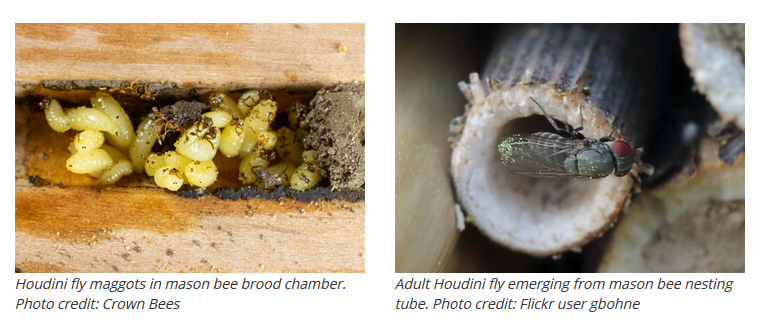 Houdini fly maggots in mason bee brood chamber.
Photo credit: Crown Bees
Adult Houdini fly emerging from mason bee nesting
tube. Photo credit: Flickr user gbohne